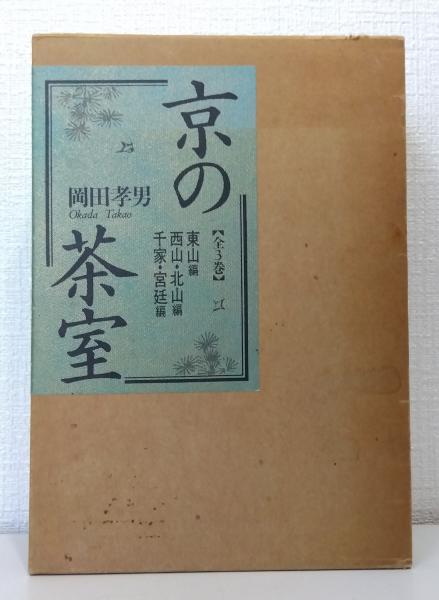 京の
茶室
岡田孝男
Okada Takao
【全3巻】
東山編
西山・北山編
千家・宮廷編